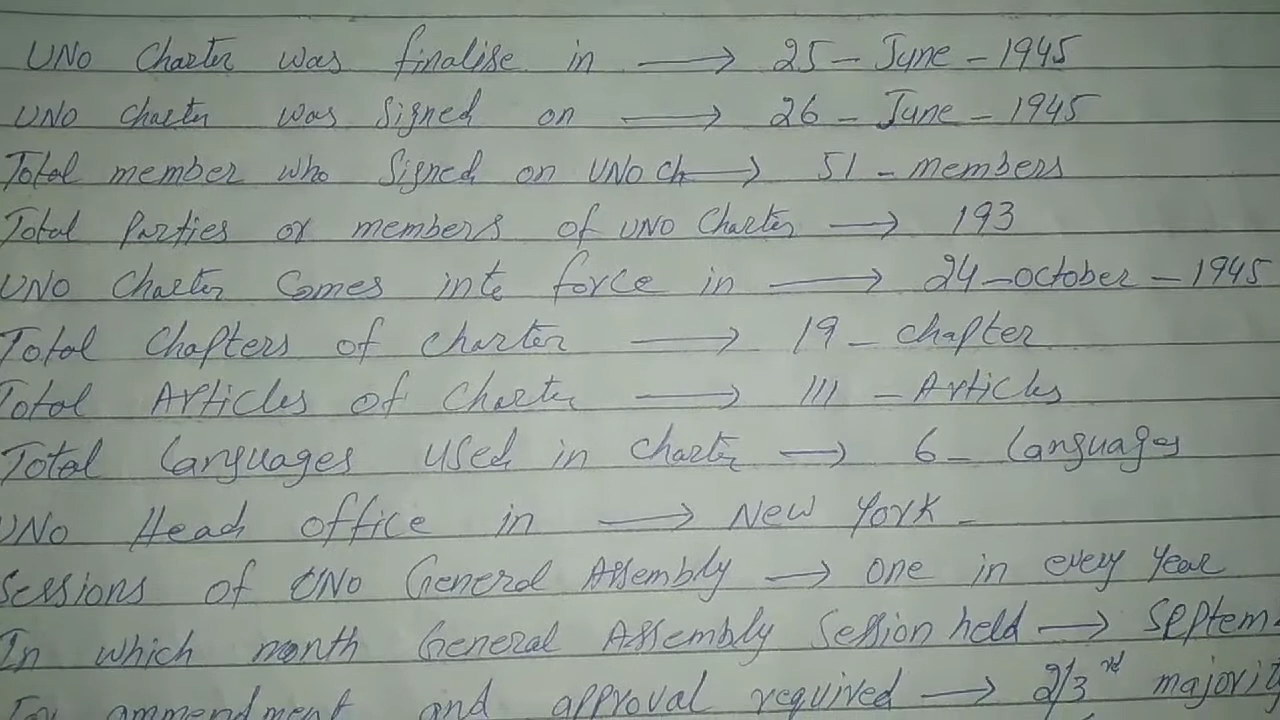 UNO Charter was finalise in → 25 - June - 1945
UNO Charter was Signed on → 26 - June - 1945
Total member who Signed on UNO Ch → 51 - members
Total Parties or members of UNO Charter → 193
UNO Charter Comes into force in → 24 - october - 1945
Total Chapters of charter → 19 - chapter
Total Articles of Charter → 111 - Articles
Total Languages used in charter → 6 - Languages
UNO Head office in → New York -
Sessions of UNO General Assembly → one in every Year
In which month General Assembly Session held → Septem
For ammendment and approval required → 2/3rd majority